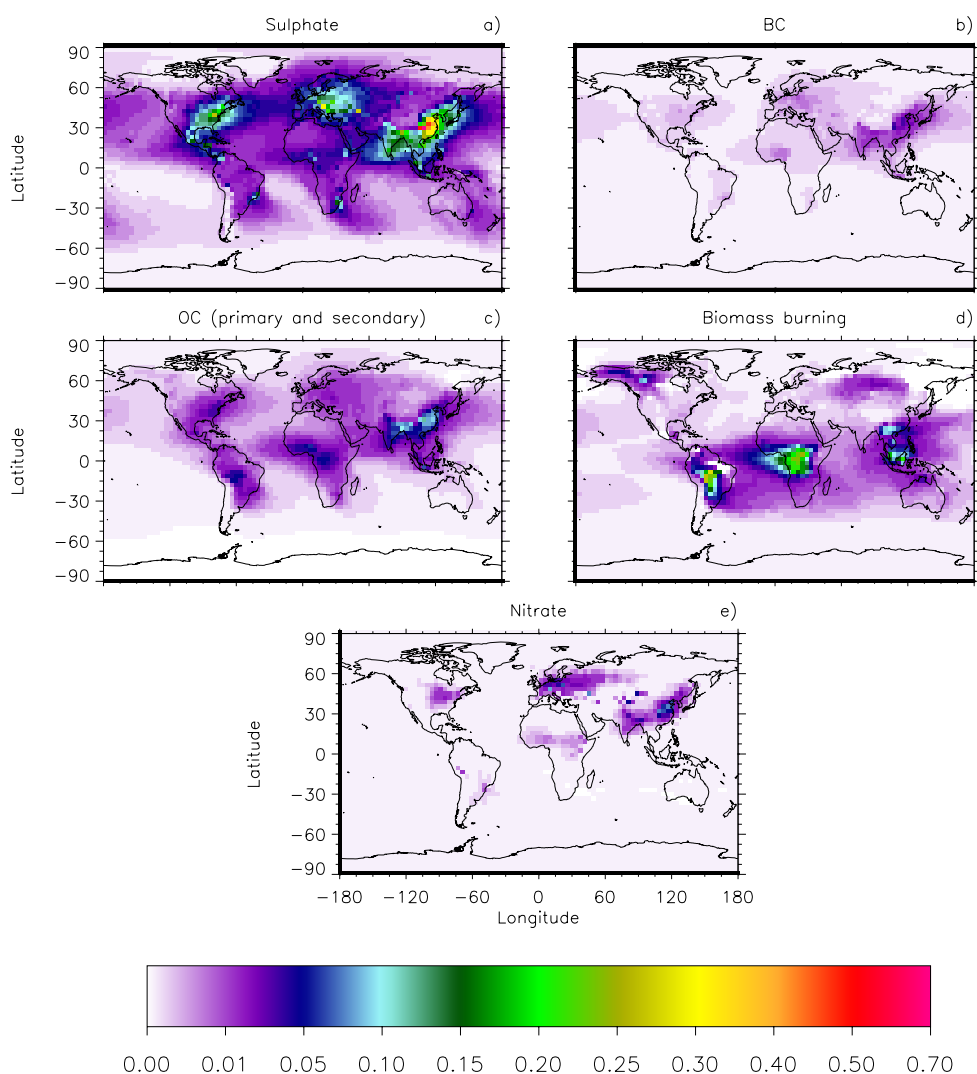 Sulphate a) BC b)
90
60
30
0
−30
−60
−90
Latitude
OC (primary and secondary) c) Biomass burning d)
90
60
30
0
−30
−60
−90
Latitude
Nitrate e)
90
60
30
0
−30
−60
−90
Latitude
−180 −120 −60 0 60 120 180
Longitude
0.00 0.01 0.05 0.10 0.15 0.20 0.25 0.30 0.40 0.50 0.70